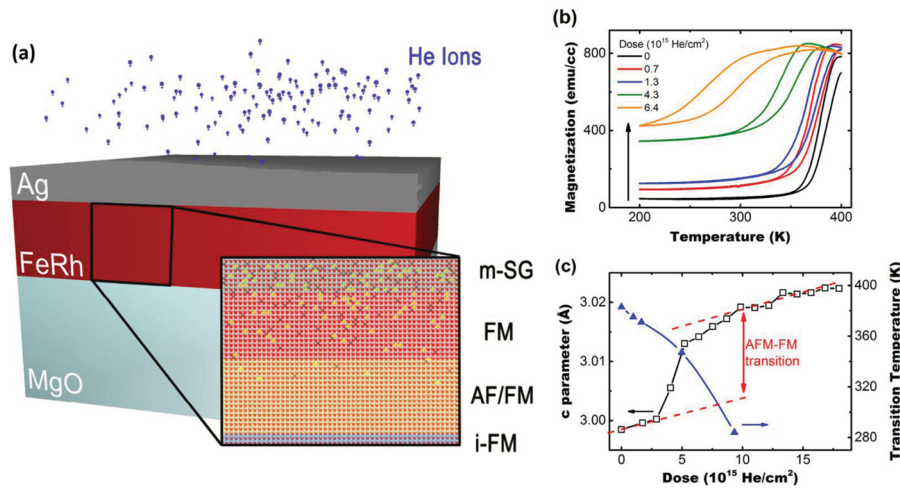 (a)
He Ions
Ag
FeRh
MgO
m-SG
FM
AF/FM
i-FM
(b)
Magnetization (emu/cc)
800
400
0
Dose (10¹⁵ He/cm²)
0
0.7
1.3
4.3
6.4
200
300
400
Temperature (K)
(c)
c parameter (Å)
3.02
3.01
3.00
AFM-FM
transition
400
360
320
280
Transition Temperature (K)
0
5
10
15
Dose (10¹⁵ He/cm²)